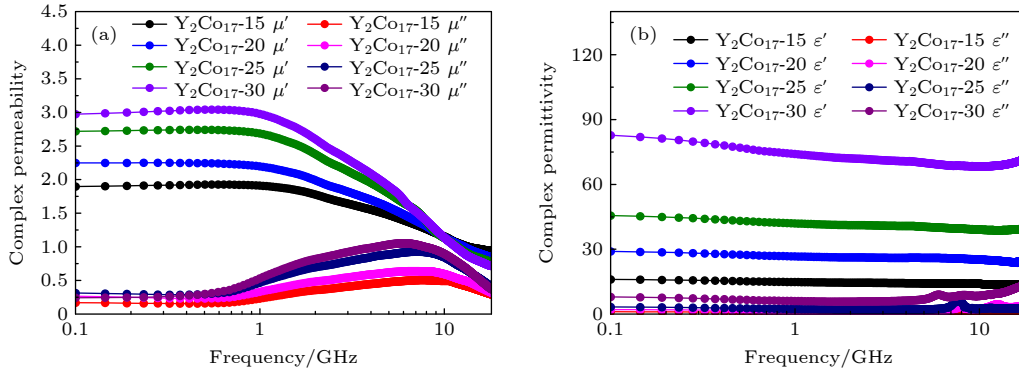 (a)
Y₂Co₁₇-15 μ′ Y₂Co₁₇-15 μ″
Y₂Co₁₇-20 μ′ Y₂Co₁₇-20 μ″
Y₂Co₁₇-25 μ′ Y₂Co₁₇-25 μ″
Y₂Co₁₇-30 μ′ Y₂Co₁₇-30 μ″
Complex permeability
4.5
4.0
3.5
3.0
2.5
2.0
1.5
1.0
0.5
0
0.1 1 10
Frequency/GHz
(b)
Y₂Co₁₇-15 ε′ Y₂Co₁₇-15 ε″
Y₂Co₁₇-20 ε′ Y₂Co₁₇-20 ε″
Y₂Co₁₇-25 ε′ Y₂Co₁₇-25 ε″
Y₂Co₁₇-30 ε′ Y₂Co₁₇-30 ε″
Complex permittivity
120
90
60
30
0
0.1 1 10
Frequency/GHz